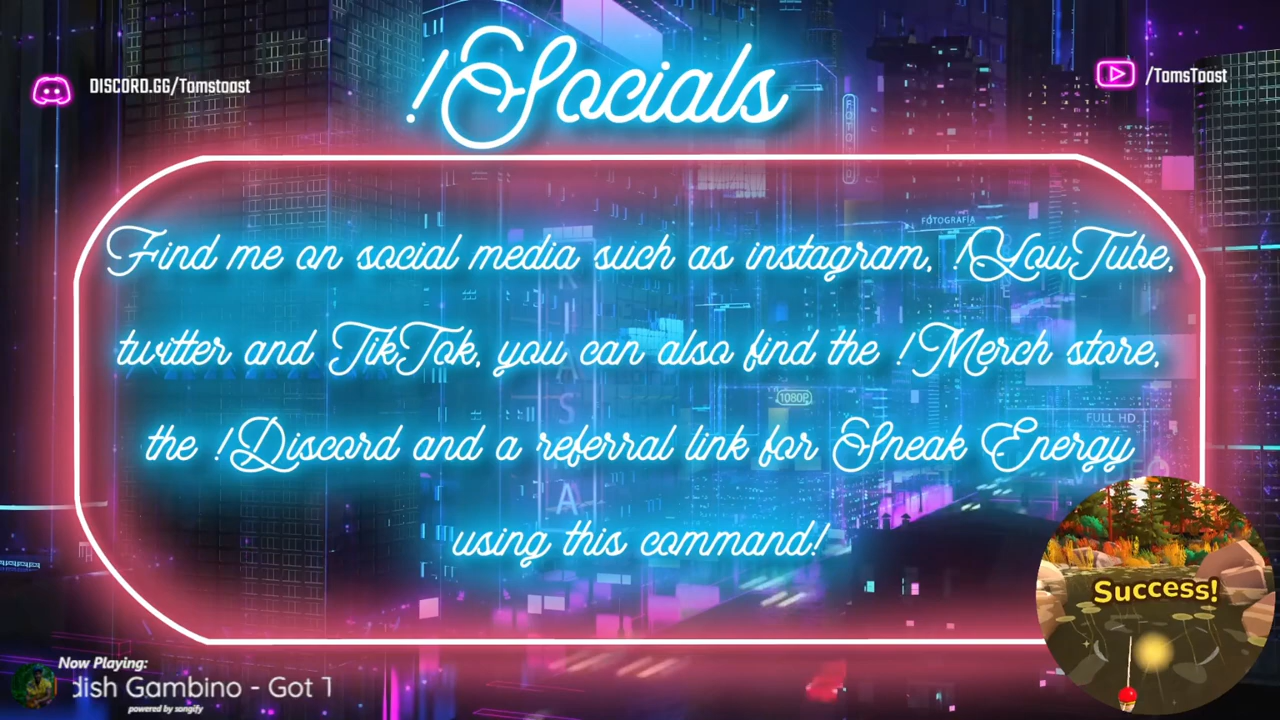 !Socials
DISCORD.GG/Tomstoast
/TamsToast
Find me on social media such as instagram, !YouTube,
twitter and TikTok, you can also find the !Merch store,
the !Discord and a referral link for Sneak Energy
using this command!
FOTOGRAFIA
1080P
FULL HD
Success!
Now Playing:
dish Gambino - Got T
powered by songify